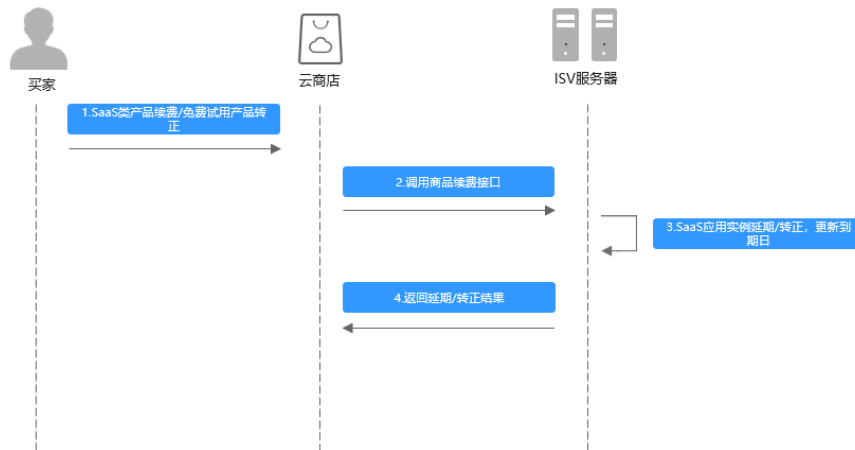 买家
云商店
ISV服务器
1.SaaS类产品续费/免费试用产品转
正
2.调用商品续费接口
3.SaaS应用实例延期/转正，更新到
期日
4.返回延期/转正结果